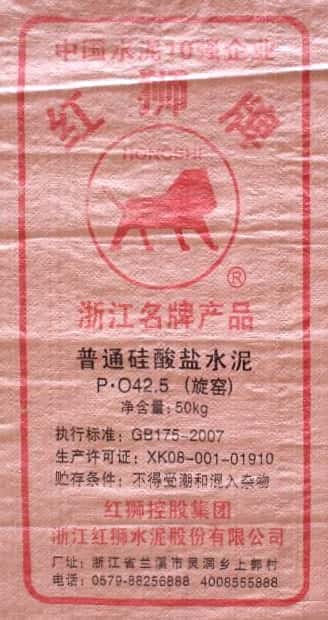 中国水泥10强企业
红狮牌
HONGSHI
®
浙江名牌产品
普通硅酸盐水泥
P·O42.5（旋窑）
净含量：50kg
执行标准：GB175-2007
生产许可证：XK08-001-01910
贮存条件：不得受潮和混入杂物
红狮控股集团
浙江红狮水泥股份有限公司
厂址：浙江省兰溪市灵洞乡上郭村
电话：0579-88256888 4008555888